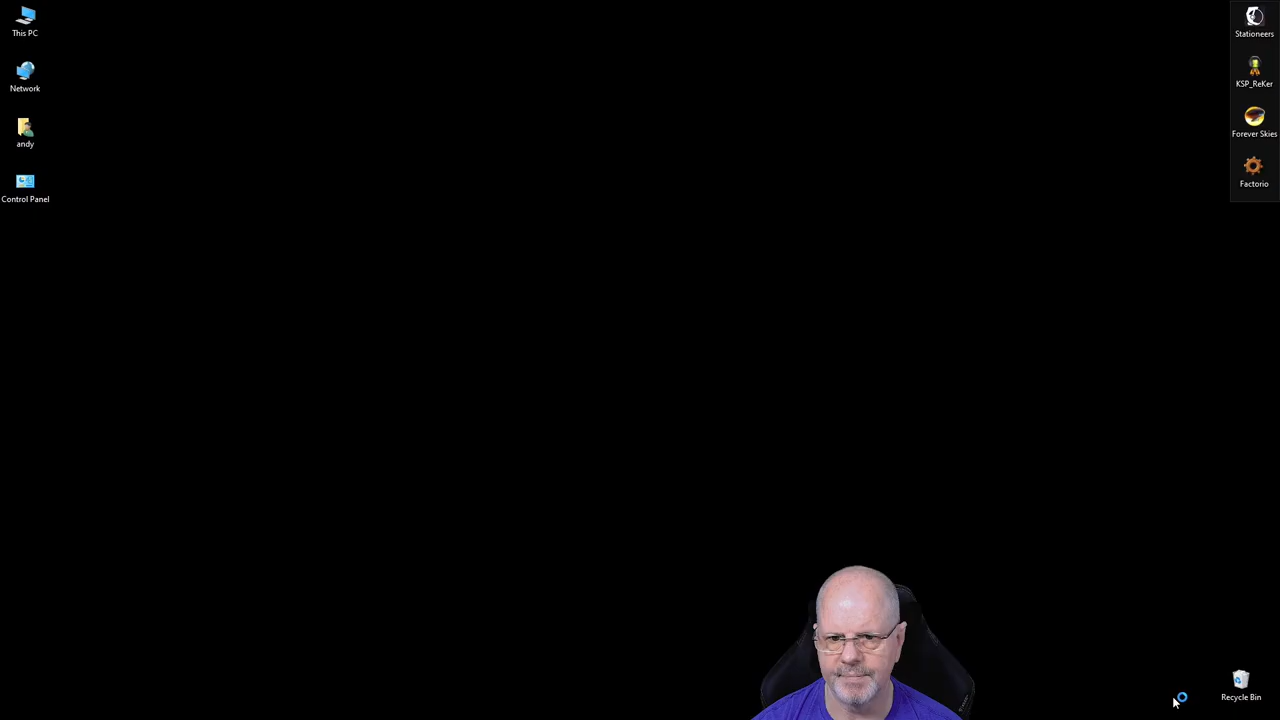 This PC
Network
andy
Control Panel
Stationeers
KSP_ReKer
Forever Skies
Factorio
Recycle Bin